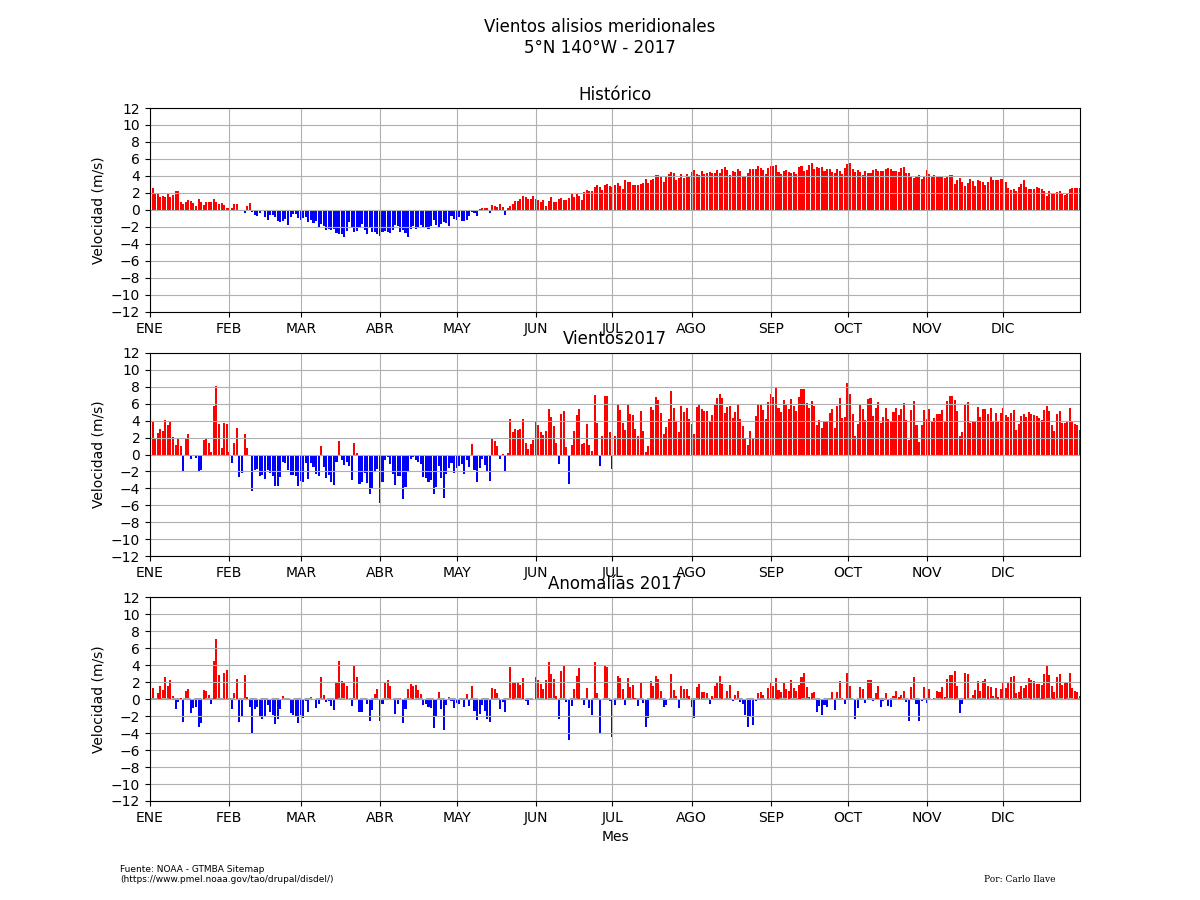 Vientos alisios meridionales
5°N 140°W - 2017
Histórico
12
10
8
6
4
2
0
−2
−4
−6
−8
−10
−12
Velocidad (m/s)
ENE FEB MAR ABR MAY JUN JUL AGO SEP OCT NOV DIC
Vientos2017
12
10
8
6
4
2
0
−2
−4
−6
−8
−10
−12
Velocidad (m/s)
ENE FEB MAR ABR MAY JUN JUL AGO SEP OCT NOV DIC
Anomalías 2017
12
10
8
6
4
2
0
−2
−4
−6
−8
−10
−12
Velocidad (m/s)
ENE FEB MAR ABR MAY JUN JUL AGO SEP OCT NOV DIC
Mes
Fuente: NOAA - GTMBA Sitemap
(https://www.pmel.noaa.gov/tao/drupal/disdel/)
Por: Carlo Ilave